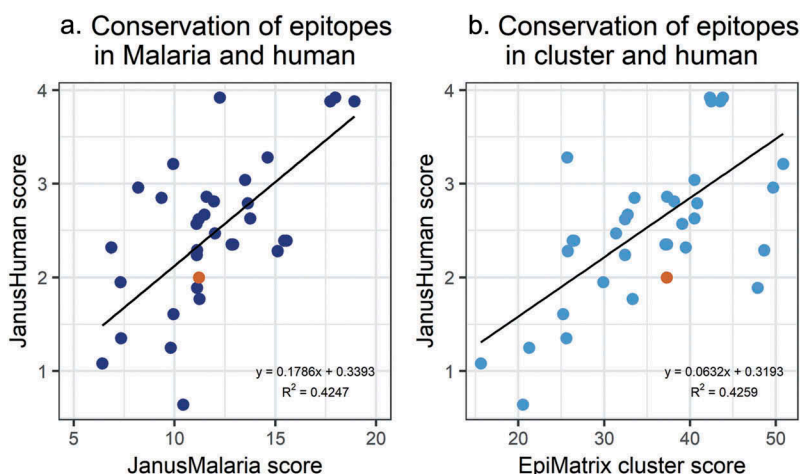 a. Conservation of epitopes
in Malaria and human
JanusHuman score
4
3
2
1
y = 0.1786x + 0.3393
R² = 0.4247
5
10
15
20
JanusMalaria score
b. Conservation of epitopes
in cluster and human
JanusHuman score
4
3
2
1
y = 0.0632x + 0.3193
R² = 0.4259
20
30
40
50
EpiMatrix cluster score